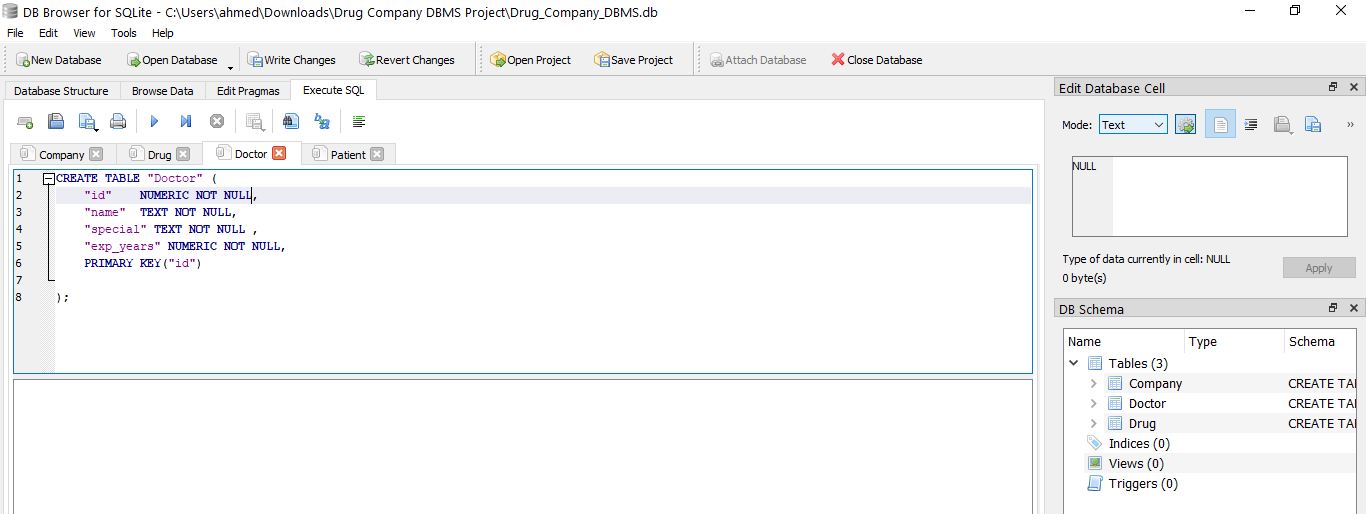 DB Browser for SQLite - C:\Users\ahmed\Downloads\Drug Company DBMS Project\Drug_Company_DBMS.db
File Edit View Tools Help
New Database Open Database Write Changes Revert Changes Open Project Save Project Attach Database Close Database
Database Structure Browse Data Edit Pragmas Execute SQL
Company Drug Doctor Patient
1 CREATE TABLE "Doctor" (
2 "id" NUMERIC NOT NULL,
3 "name" TEXT NOT NULL,
4 "special" TEXT NOT NULL ,
5 "exp_years" NUMERIC NOT NULL,
6 PRIMARY KEY("id")
7
8 );
Edit Database Cell
Mode: Text
NULL
Type of data currently in cell: NULL
0 byte(s)
Apply
DB Schema
Name Type Schema
Tables (3)
Company CREATE TA
Doctor CREATE TA
Drug CREATE TA
Indices (0)
Views (0)
Triggers (0)